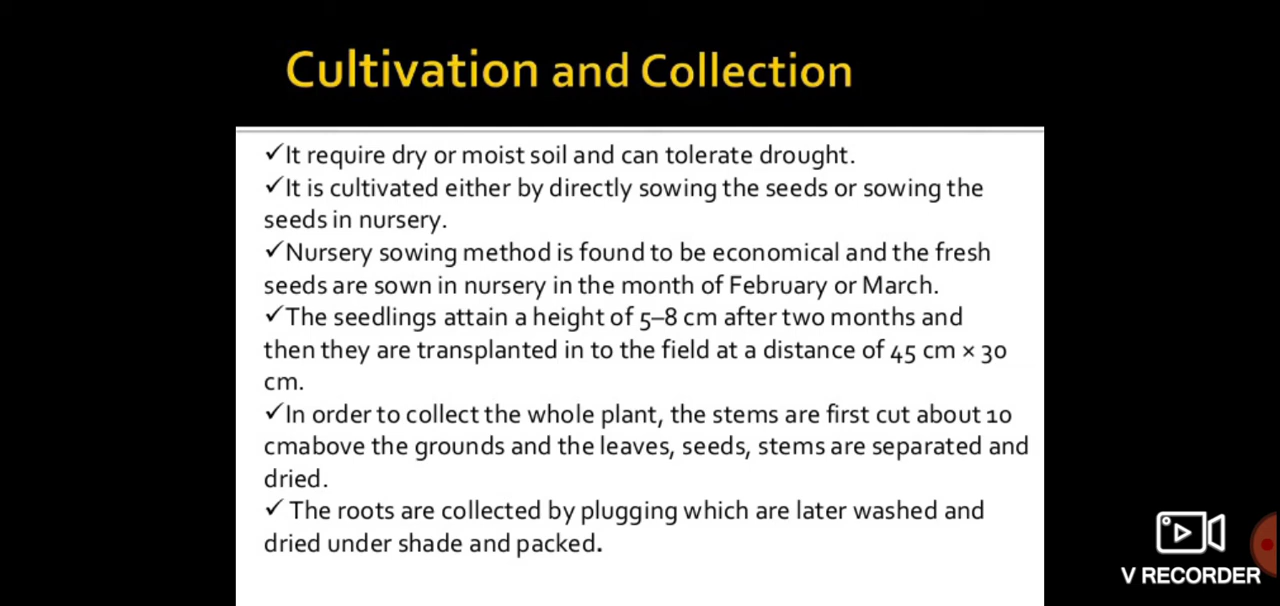 Cultivation and Collection
✓It require dry or moist soil and can tolerate drought.
✓It is cultivated either by directly sowing the seeds or sowing the
seeds in nursery.
✓Nursery sowing method is found to be economical and the fresh
seeds are sown in nursery in the month of February or March.
✓The seedlings attain a height of 5–8 cm after two months and
then they are transplanted in to the field at a distance of 45 cm × 30
cm.
✓In order to collect the whole plant, the stems are first cut about 10
cmabove the grounds and the leaves, seeds, stems are separated and
dried.
✓ The roots are collected by plugging which are later washed and
dried under shade and packed.
V RECORDER